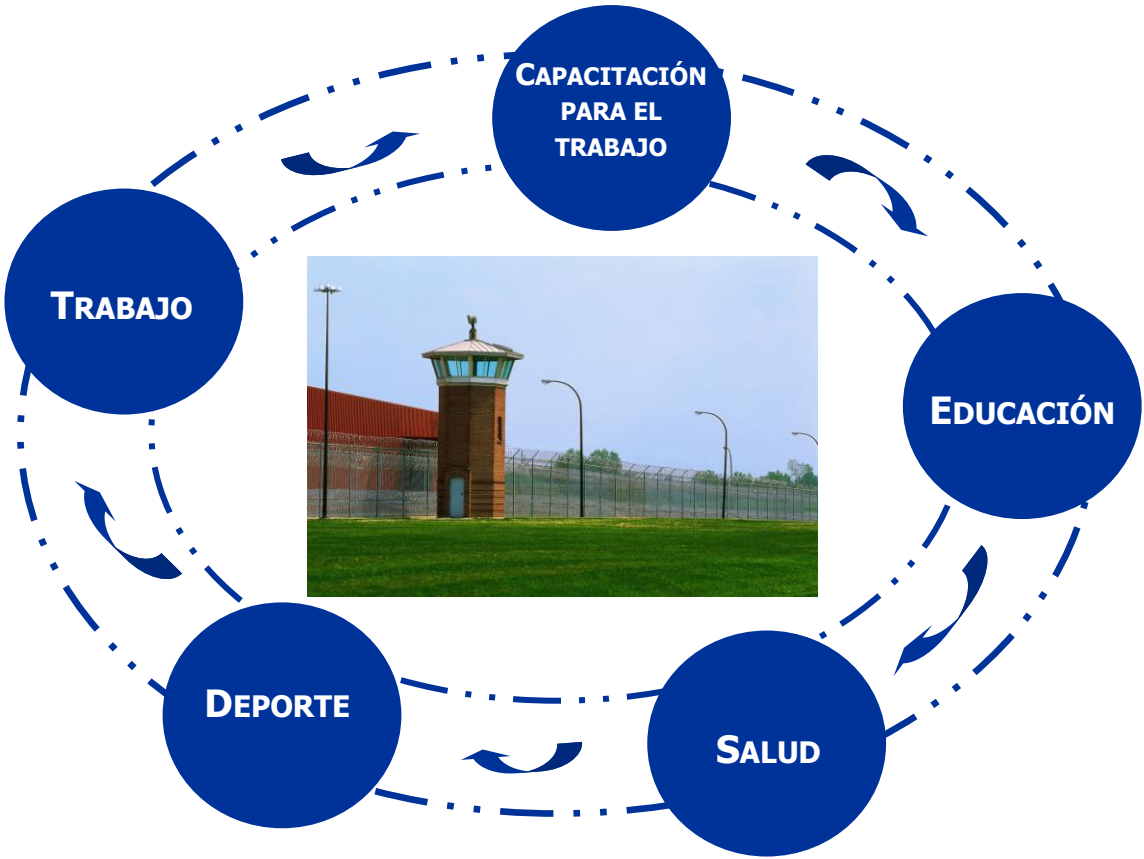 CAPACITACIÓN
PARA EL
TRABAJO
EDUCACIÓN
SALUD
DEPORTE
TRABAJO